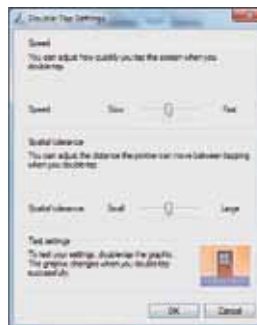 Double-Tap Settings
Speed
You can adjust how quickly you tap the screen when you
double-tap.
Speed Slow Fast
Spatial tolerance
You can adjust the distance the pointer can move between tapping
when you double-tap.
Spatial tolerance Small Large
Test settings
To test your settings, double-tap the graphic.
The graphic changes when you double-tap
successfully.
OK Cancel